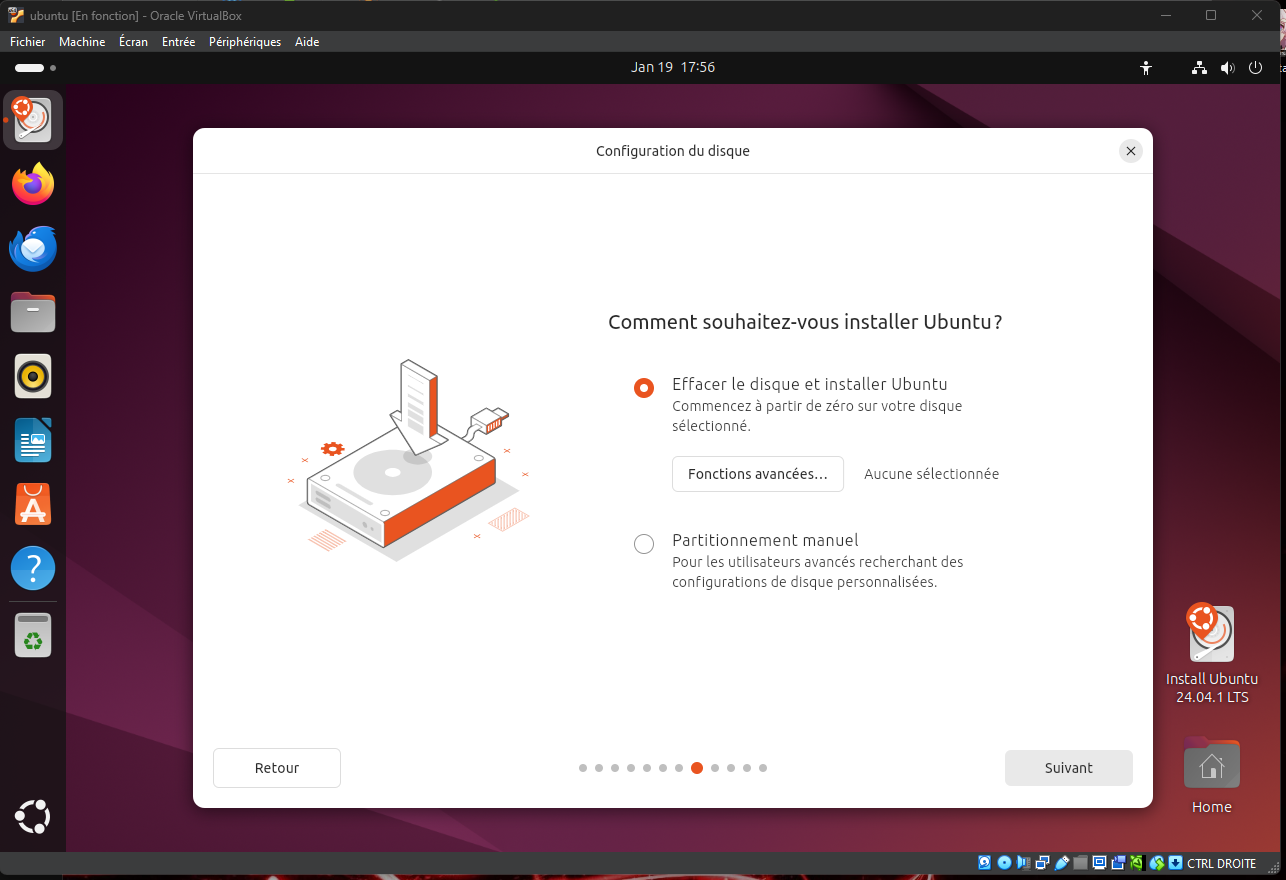 ubuntu [En fonction] - Oracle VirtualBox
Fichier Machine Écran Entrée Périphériques Aide
Jan 19 17:56
Configuration du disque
Comment souhaitez-vous installer Ubuntu ?
Effacer le disque et installer Ubuntu
Commencez à partir de zéro sur votre disque
sélectionné.
Fonctions avancées… Aucune sélectionnée
Partitionnement manuel
Pour les utilisateurs avancés recherchant des
configurations de disque personnalisées.
Install Ubuntu
24.04.1 LTS
Retour
Suivant
Home
CTRL DROITE